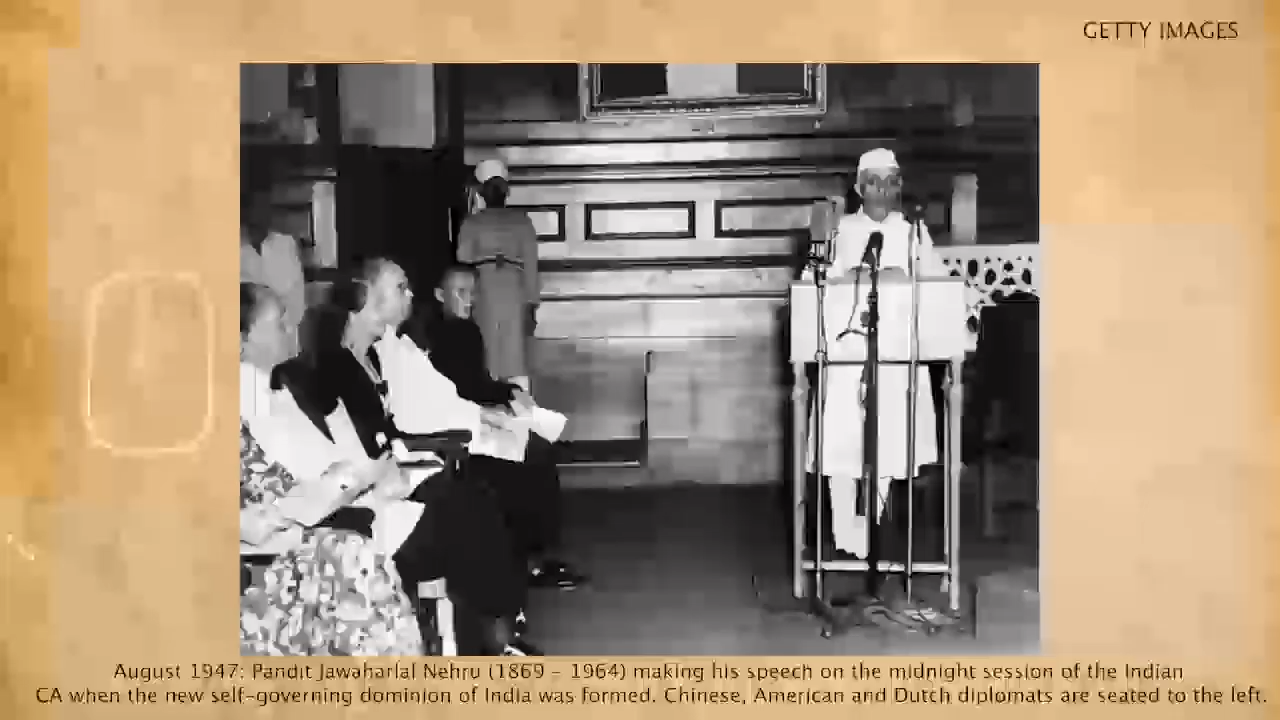 GETTY IMAGES
August 1947: Pandit Jawaharlal Nehru (1869 - 1964) making his speech on the midnight session of the Indian
CA when the new self-governing dominion of India was formed. Chinese, American and Dutch diplomats are seated to the left.